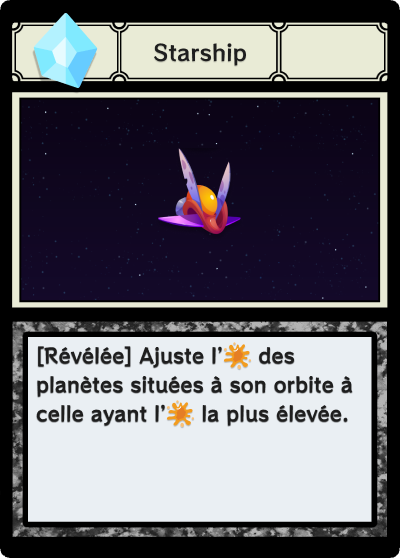 Starship
[Révélée] Ajuste l' des
planètes situées à son orbite à
celle ayant l' la plus élevée.